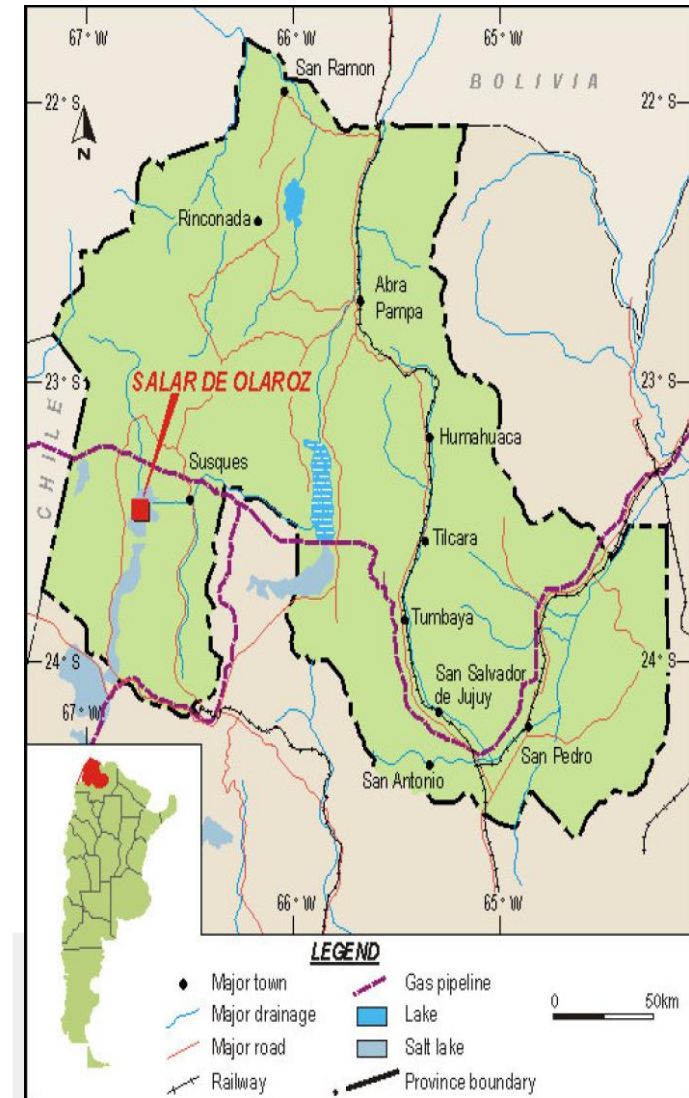 67° W
66° W
65° W
San Ramon
BOLIVIA
22° S
22° S
N
Rinconada
Abra
Pampa
23° S
23° S
SALAR DE OLAROZ
CHILE
Humahuaca
Susques
Tilcara
Tumbaya
24° S
24° S
San Salvador
de Jujuy
67° W
San Pedro
San Antonio
66° W
65° W
LEGEND
Major town
Gas pipeline
Major drainage
Lake
0 50km
Major road
Salt lake
Railway
Province boundary